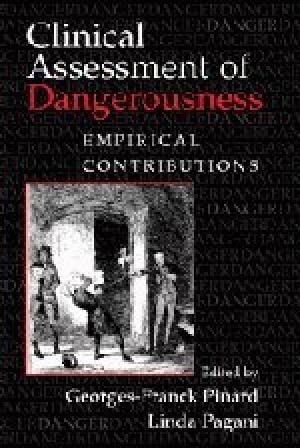 Clinical
Assessment of
Dangerousness
EMPIRICAL
CONTRIBUTIONS
Edited by
Georges-Franck Pinard
Linda Pagani